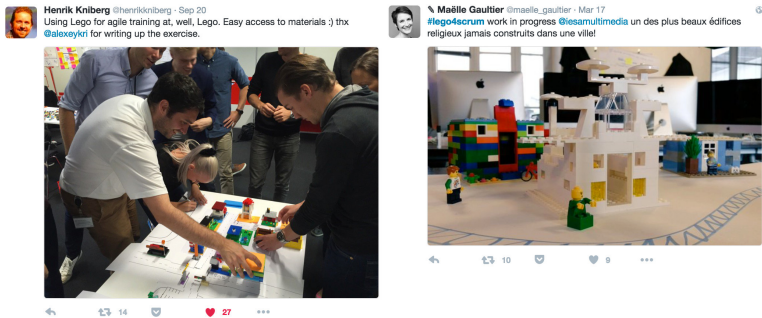 Henrik Kniberg @henrikkniberg · Sep 20
Using Lego for agile training at, well, Lego. Easy access to materials :) thx
@alexeykri for writing up the exercise.
14
27
✎ Maëlle Gaultier @maelle_gaultier · Mar 17
#lego4scrum work in progress @iesamultimedia un des plus beaux édifices
religieux jamais construits dans une ville!
10
9